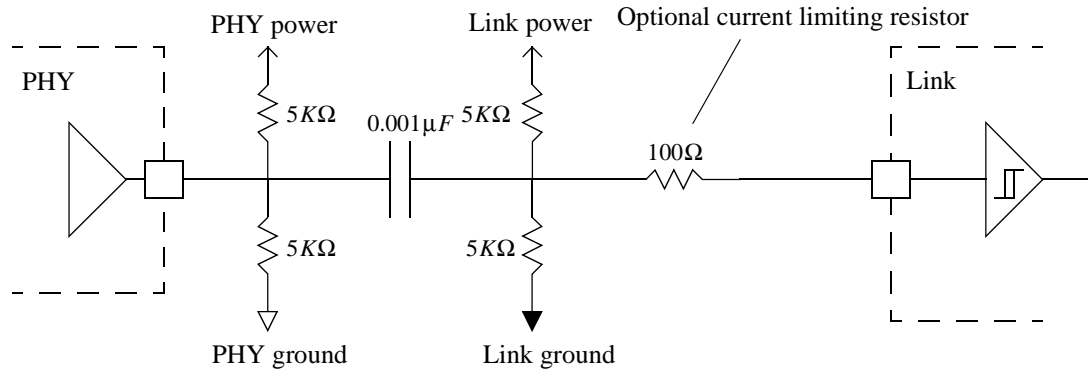 Optional current limiting resistor
PHY power
Link power
PHY
Link
5KΩ
5KΩ
0.001μF
100Ω
5KΩ
5KΩ
PHY ground
Link ground